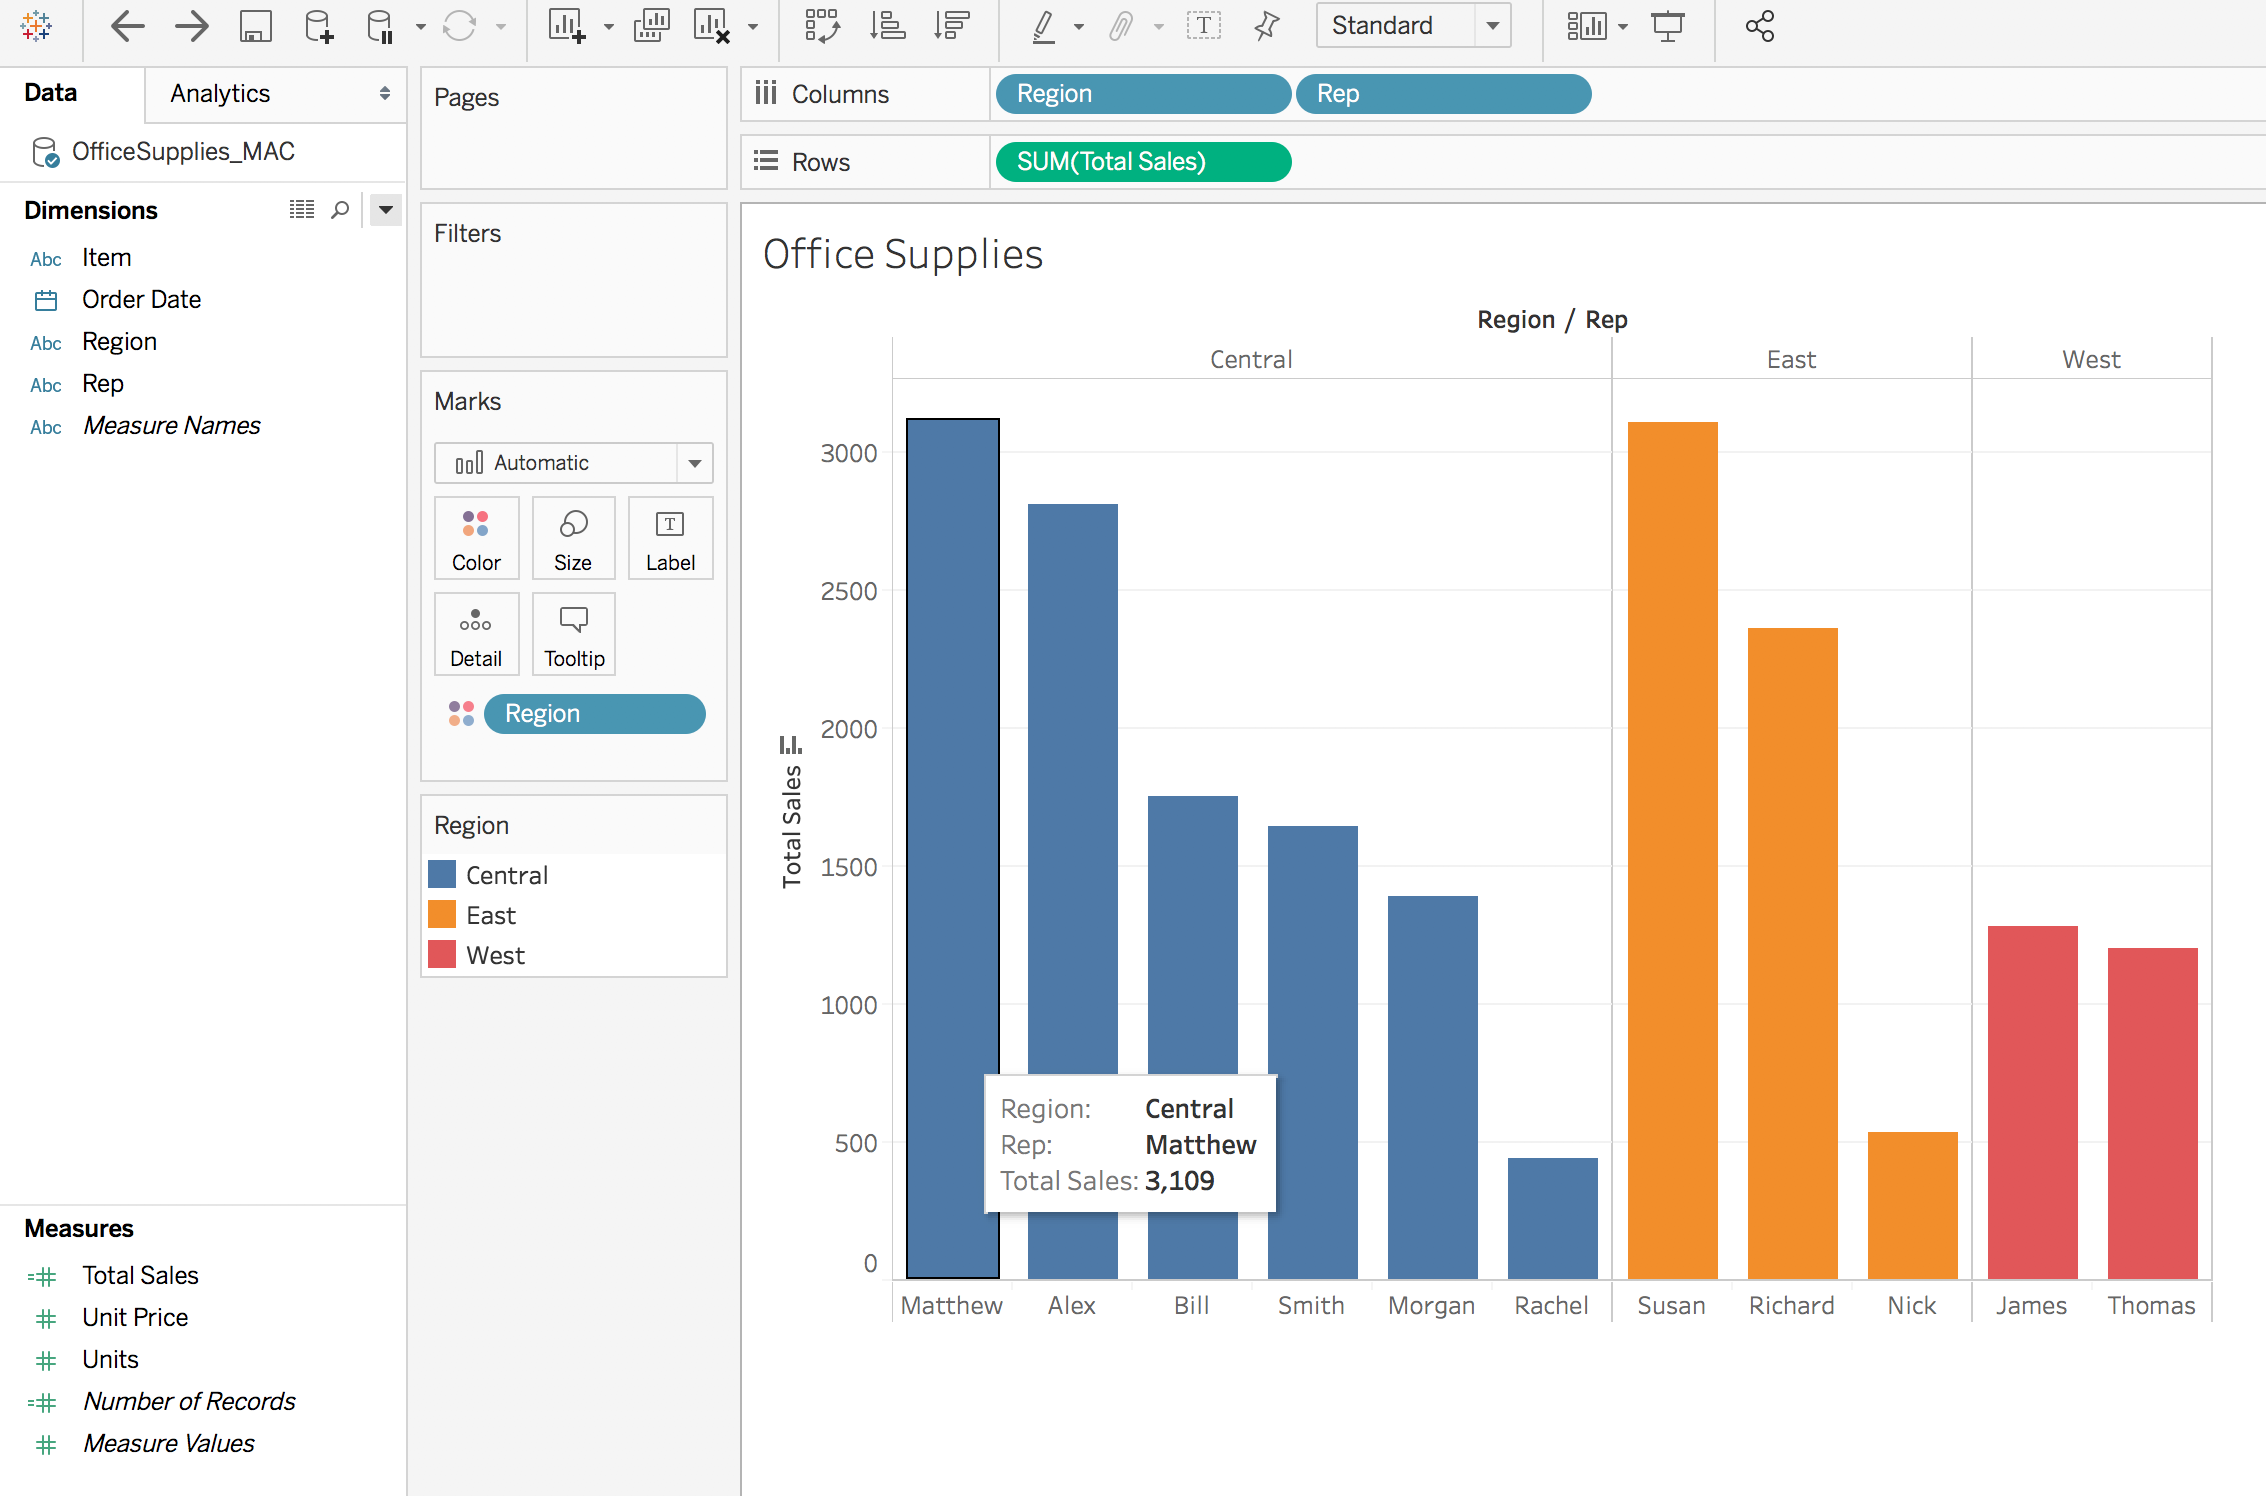 Standard
Data
Analytics
Pages
Columns
Region
Rep
OfficeSupplies_MAC
Rows
SUM(Total Sales)
Dimensions
Abc Item
Order Date
Abc Region
Abc Rep
Abc Measure Names
Filters
Marks
Automatic
Color
Size
T
Label
Detail
Tooltip
Region
Region
Central
East
West
Measures
Total Sales
Unit Price
Units
Number of Records
Measure Values
Office Supplies
Region / Rep
Central
East
West
Total Sales
3000
2500
2000
1500
1000
500
0
Region: Central
Rep: Matthew
Total Sales: 3,109
Matthew
Alex
Bill
Smith
Morgan
Rachel
Susan
Richard
Nick
James
Thomas